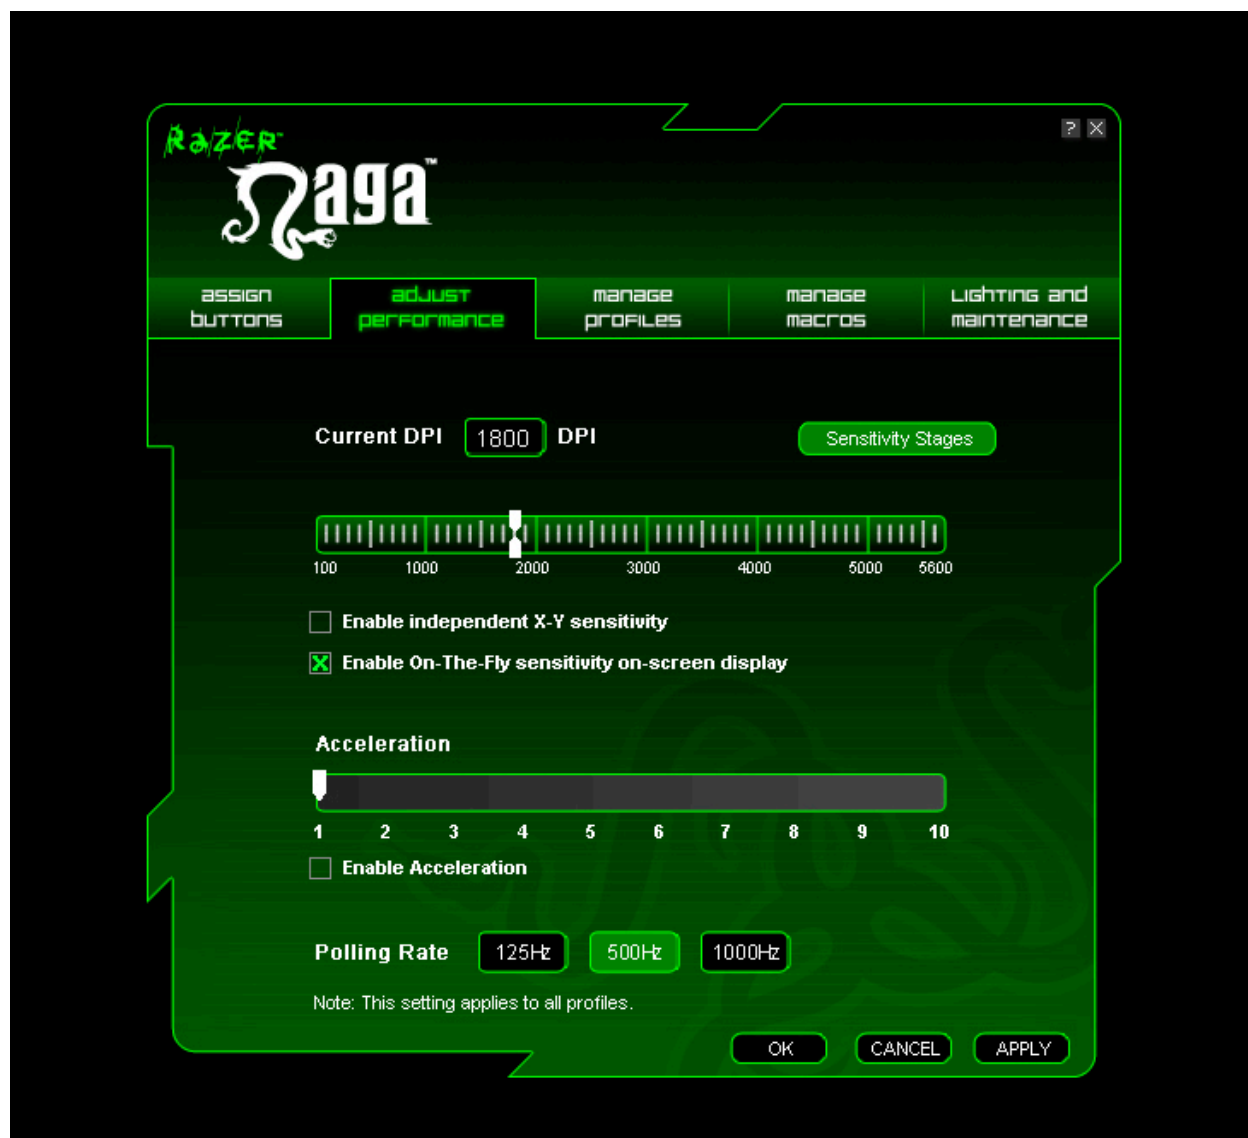 RAZER™
Naga™
? X
assign buttons
adjust performance
manage profiles
manage macros
Lighting and maintenance
Current DPI 1800 DPI
Sensitivity Stages
100 1000 2000 3000 4000 5000 5600
Enable independent X-Y sensitivity
X Enable On-The-Fly sensitivity on-screen display
Acceleration
1 2 3 4 5 6 7 8 9 10
Enable Acceleration
Polling Rate 125Hz 500Hz 1000Hz
Note: This setting applies to all profiles.
OK CANCEL APPLY